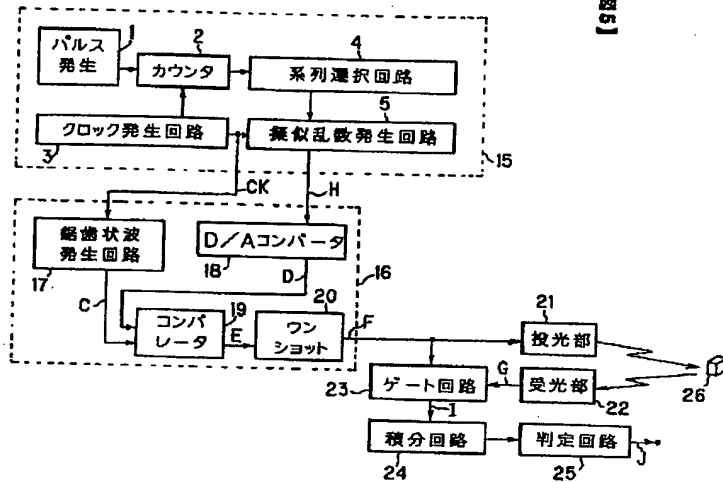 【図5】
1
パルス
発生
2
カウンタ
4
系列選択回路
5
クロック発生回路
3
擬似乱数発生回路
15
CK
H
鋸歯状波
発生回路
17
D/Aコンバータ
18
16
D
C
コンパ
レータ
19
E
20
ワン
ショット
F
21
投光部
23
ゲート回路
G
受光部
22
26
I
積分回路
24
判定回路
25
J